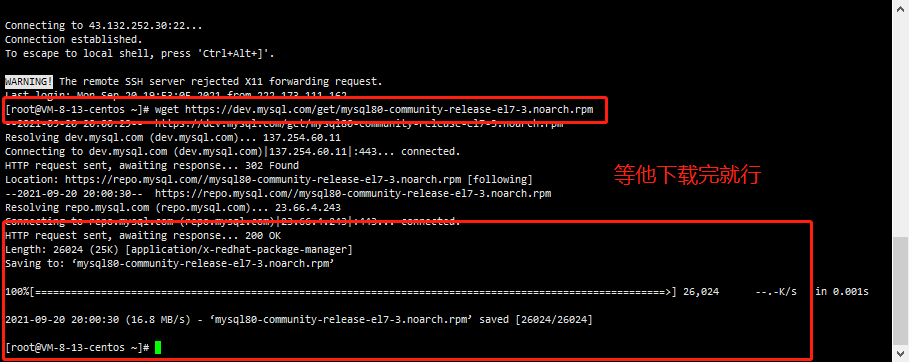 Connecting to 43.132.252.30:22...
Connection established.
To escape to local shell, press 'Ctrl+Alt+]'.
WARNING! The remote SSH server rejected X11 forwarding request.
Last login: Mon Sep 20 19:53:05 2021 from 222.173.111.162
[root@VM-8-13-centos ~]# wget https://dev.mysql.com/get/mysql80-community-release-el7-3.noarch.rpm
--2021-09-20 20:00:29-- https://dev.mysql.com/get/mysql80-community-release-el7-3.noarch.rpm
Resolving dev.mysql.com (dev.mysql.com)... 137.254.60.11
Connecting to dev.mysql.com (dev.mysql.com)|137.254.60.11|:443... connected.
HTTP request sent, awaiting response... 302 Found
Location: https://repo.mysql.com//mysql80-community-release-el7-3.noarch.rpm [following]
等他下载完就行
--2021-09-20 20:00:30-- https://repo.mysql.com//mysql80-community-release-el7-3.noarch.rpm
Resolving repo.mysql.com (repo.mysql.com)... 23.66.4.243
Connecting to repo.mysql.com (repo.mysql.com)|23.66.4.243|:443... connected.
HTTP request sent, awaiting response... 200 OK
Length: 26024 (25K) [application/x-redhat-package-manager]
Saving to: ‘mysql80-community-release-el7-3.noarch.rpm’
100%[======================================================================================>] 26,024 --.-K/s in 0.001s
2021-09-20 20:00:30 (16.8 MB/s) - ‘mysql80-community-release-el7-3.noarch.rpm’ saved [26024/26024]
[root@VM-8-13-centos ~]#